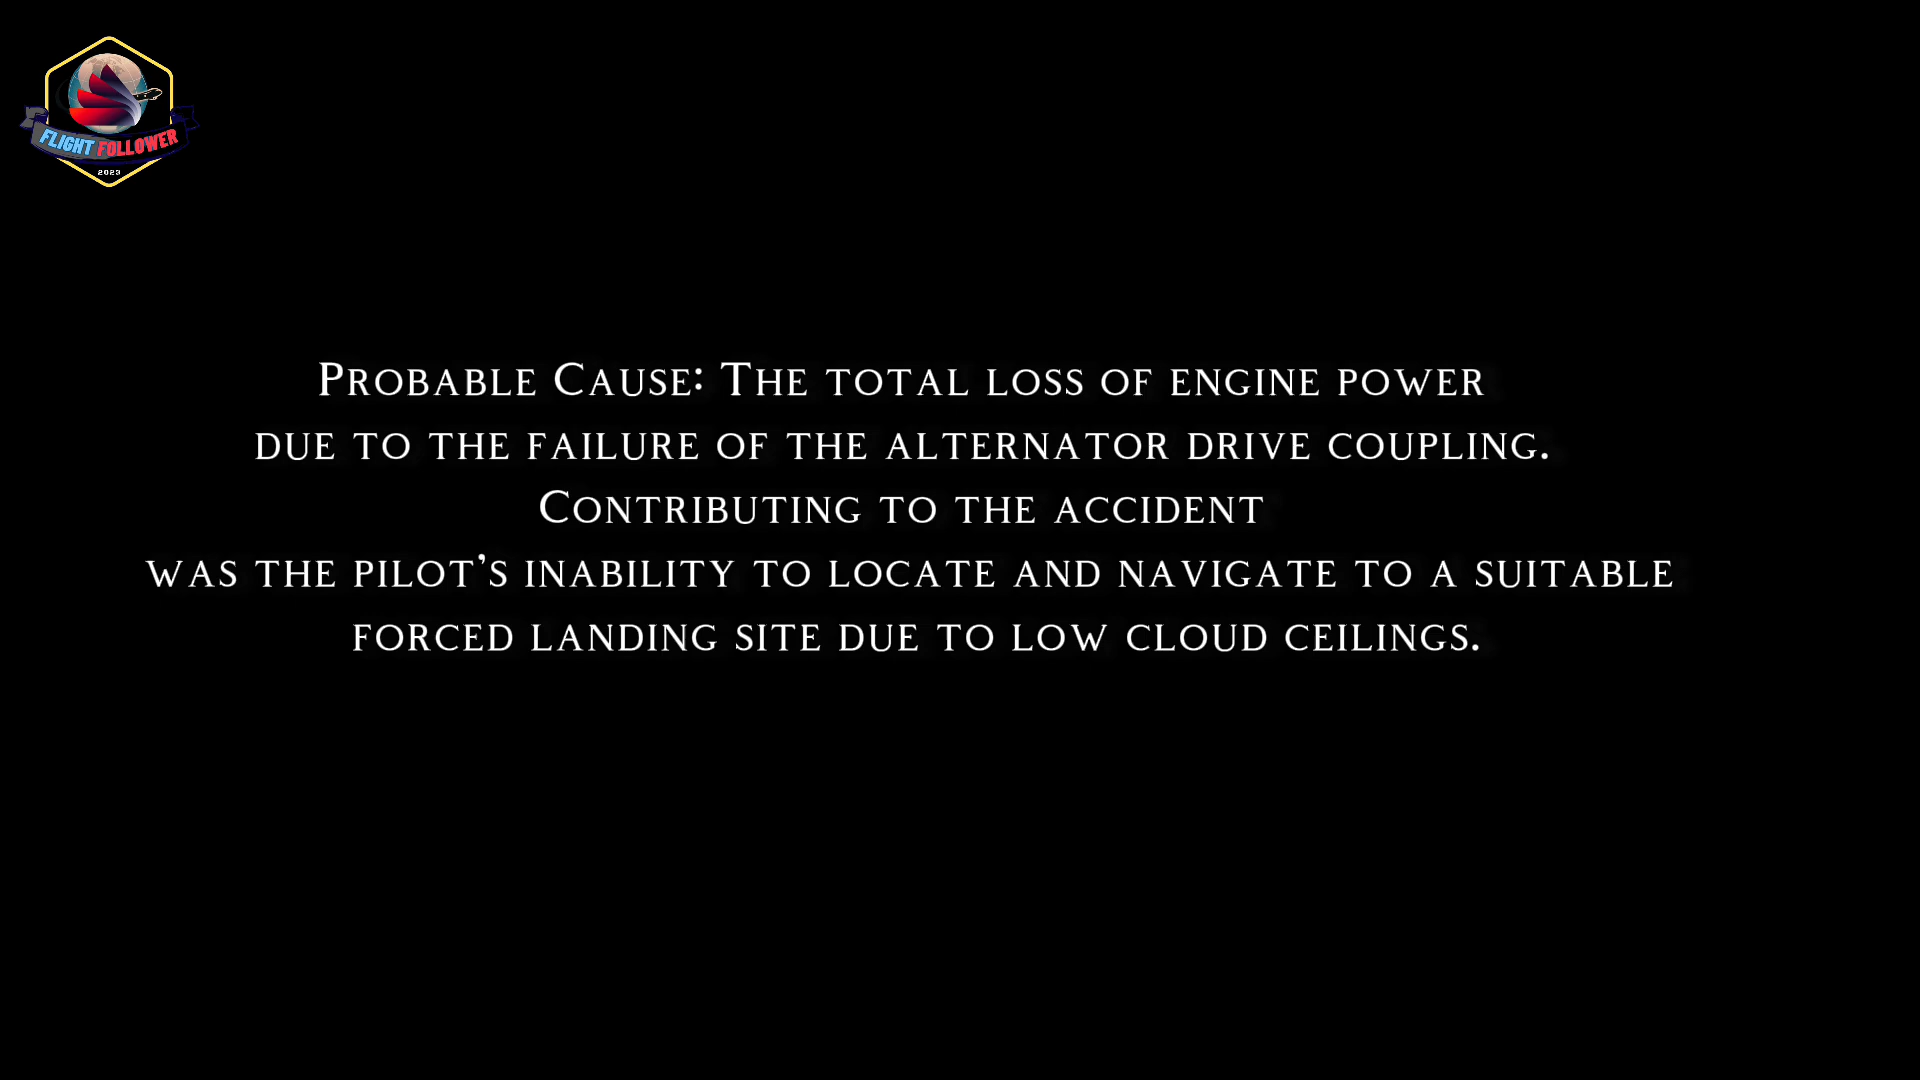 FLIGHT FOLLOWER
2023
Probable Cause: The total loss of engine power
due to the failure of the alternator drive coupling.
Contributing to the accident
was the pilot's inability to locate and navigate to a suitable
forced landing site due to low cloud ceilings.